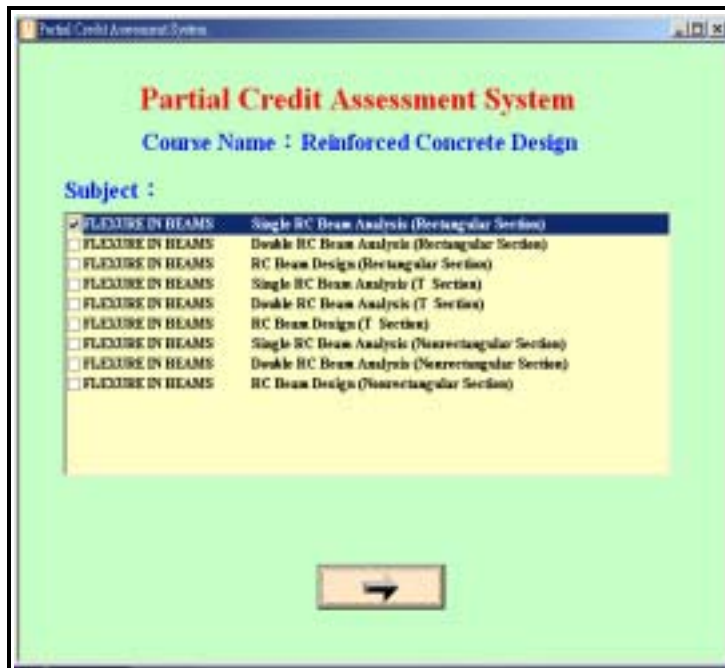 Partial Credit Assessment System
Partial Credit Assessment System
Course Name : Reinforced Concrete Design
Subject :
FLEXURE IN BEAMS Single RC Beam Analysis (Rectangular Section)
FLEXURE IN BEAMS Double RC Beam Analysis (Rectangular Section)
FLEXURE IN BEAMS RC Beam Design (Rectangular Section)
FLEXURE IN BEAMS Single RC Beam Analysis (T Section)
FLEXURE IN BEAMS Double RC Beam Analysis (T Section)
FLEXURE IN BEAMS RC Beam Design (T Section)
FLEXURE IN BEAMS Single RC Beam Analysis (Nonrectangular Section)
FLEXURE IN BEAMS Double RC Beam Analysis (Nonrectangular Section)
FLEXURE IN BEAMS RC Beam Design (Nonrectangular Section)